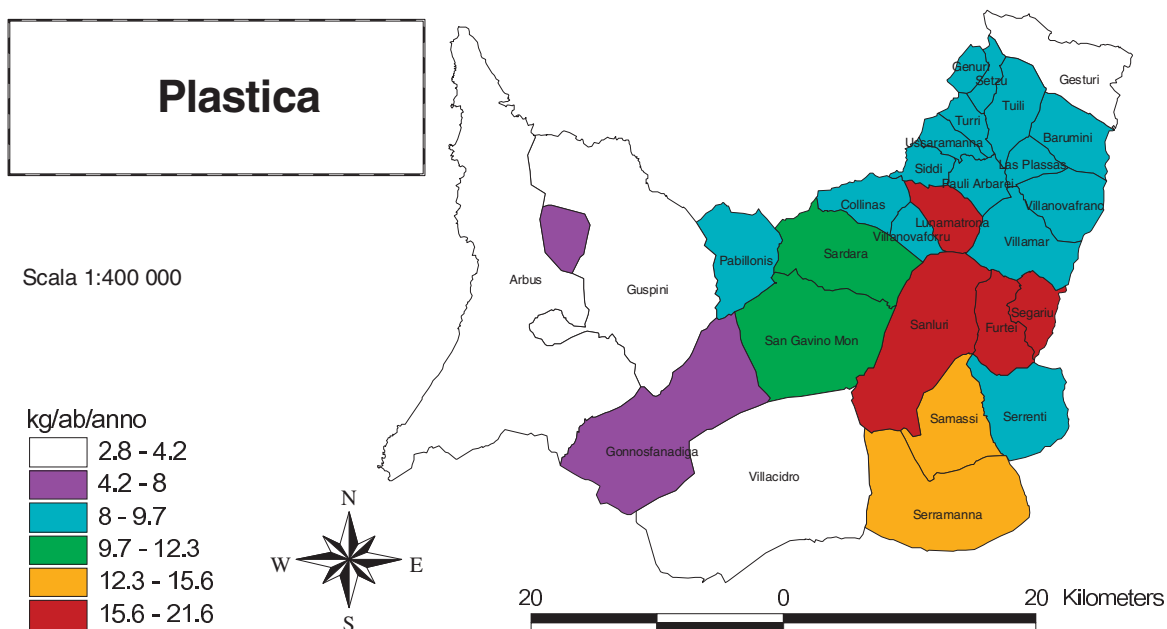 Plastica
Scala 1:400 000
kg/ab/anno
2.8 - 4.2
4.2 - 8
8 - 9.7
9.7 - 12.3
12.3 - 15.6
15.6 - 21.6
N
W
E
S
Genuri
Setzu
Gesturi
Tuili
Turri
Barumini
Ussaramanna
Siddi
Las Plassas
Pauli Arbarei
Villanovafranc
Collinas
Lunamatrona
Villanovaforru
Villamar
Sardara
Pabillonis
Arbus
Guspini
Segariu
Sanluri
Furtei
San Gavino Mon
Samassi
Serrenti
Gonnosfanadiga
Villacidro
Serramanna
20
0
20
Kilometers